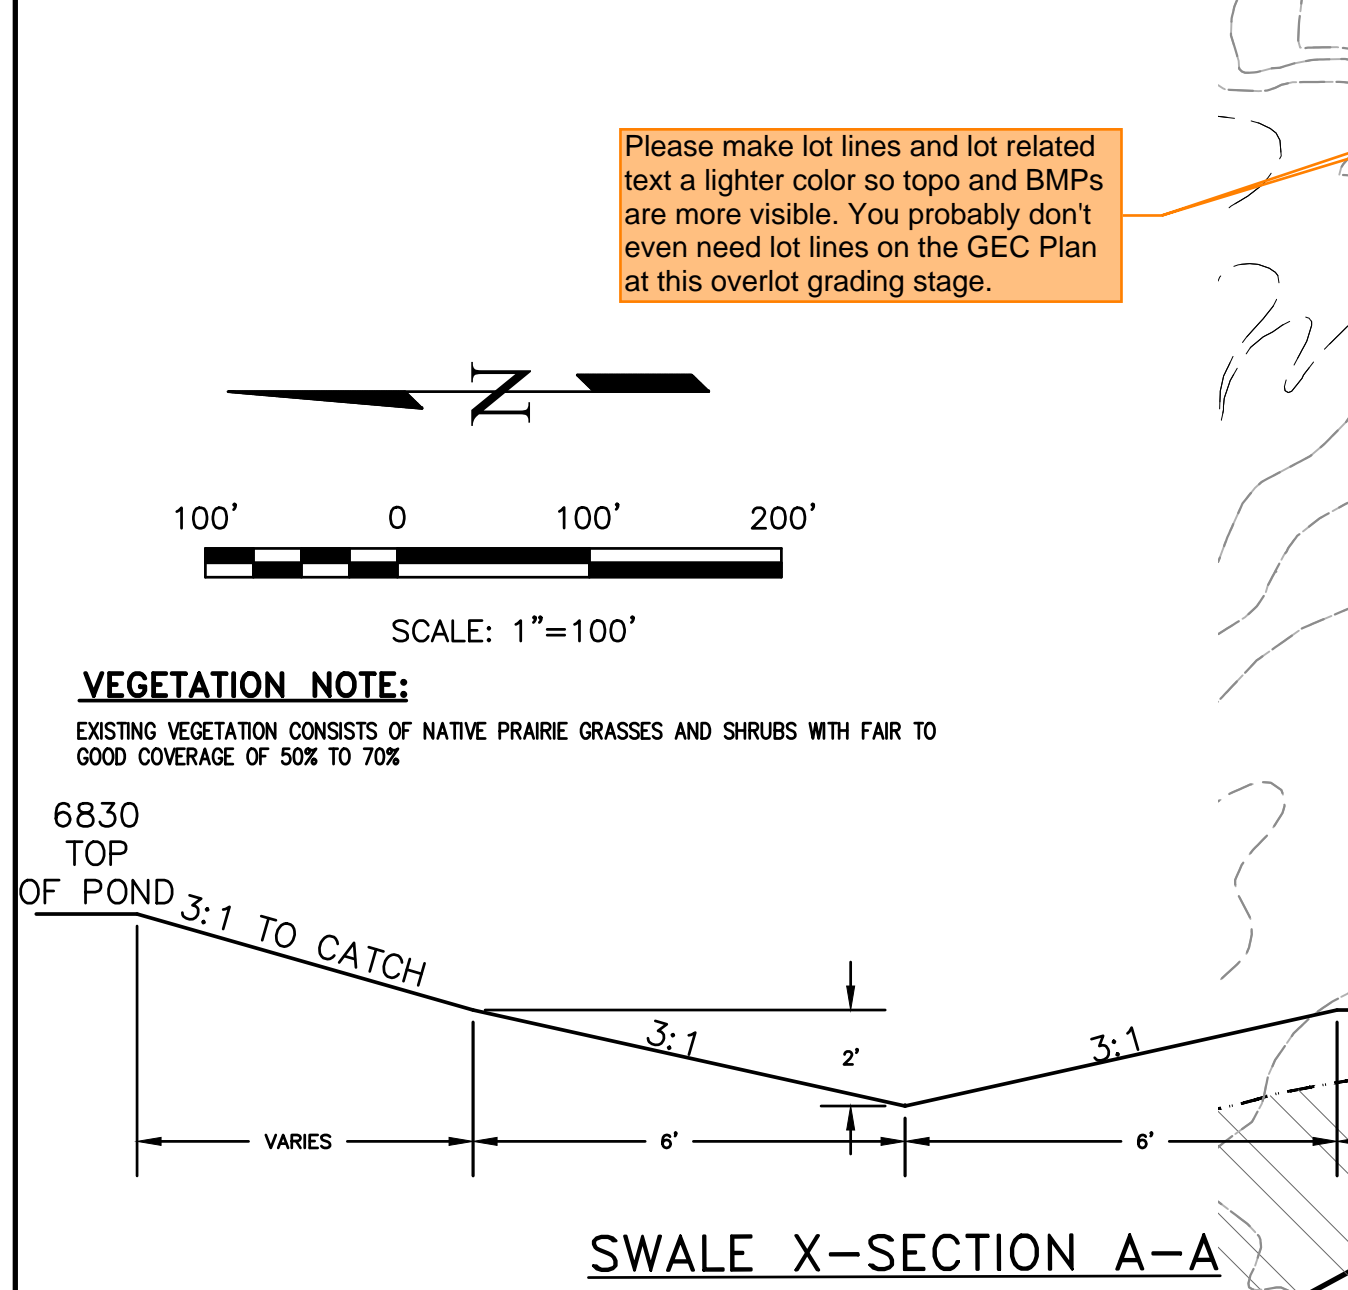 Please make lot lines and lot related
text a lighter color so topo and BMPs
are more visible. You probably don't
even need lot lines on the GEC Plan
at this overlot grading stage.
N
100' 0 100' 200'
SCALE: 1"=100'
VEGETATION NOTE:
EXISTING VEGETATION CONSISTS OF NATIVE PRAIRIE GRASSES AND SHRUBS WITH FAIR TO
GOOD COVERAGE OF 50% TO 70%
6830
TOP
OF POND
3:1 TO CATCH
3:1
3:1
2'
VARIES
6'
6'
SWALE X-SECTION A-A